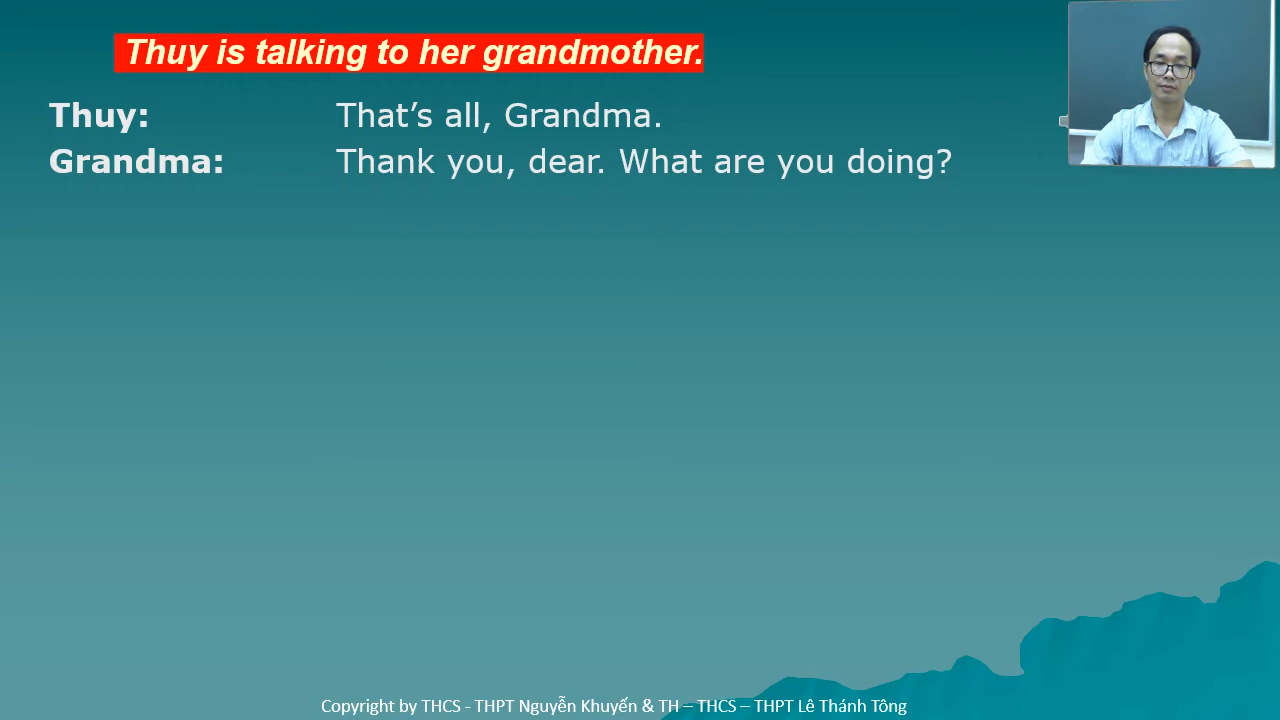 Thuy is talking to her grandmother.
Thuy: That’s all, Grandma.
Grandma: Thank you, dear. What are you doing?
Copyright by THCS - THPT Nguyễn Khuyến & TH – THCS – THPT Lê Thánh Tông